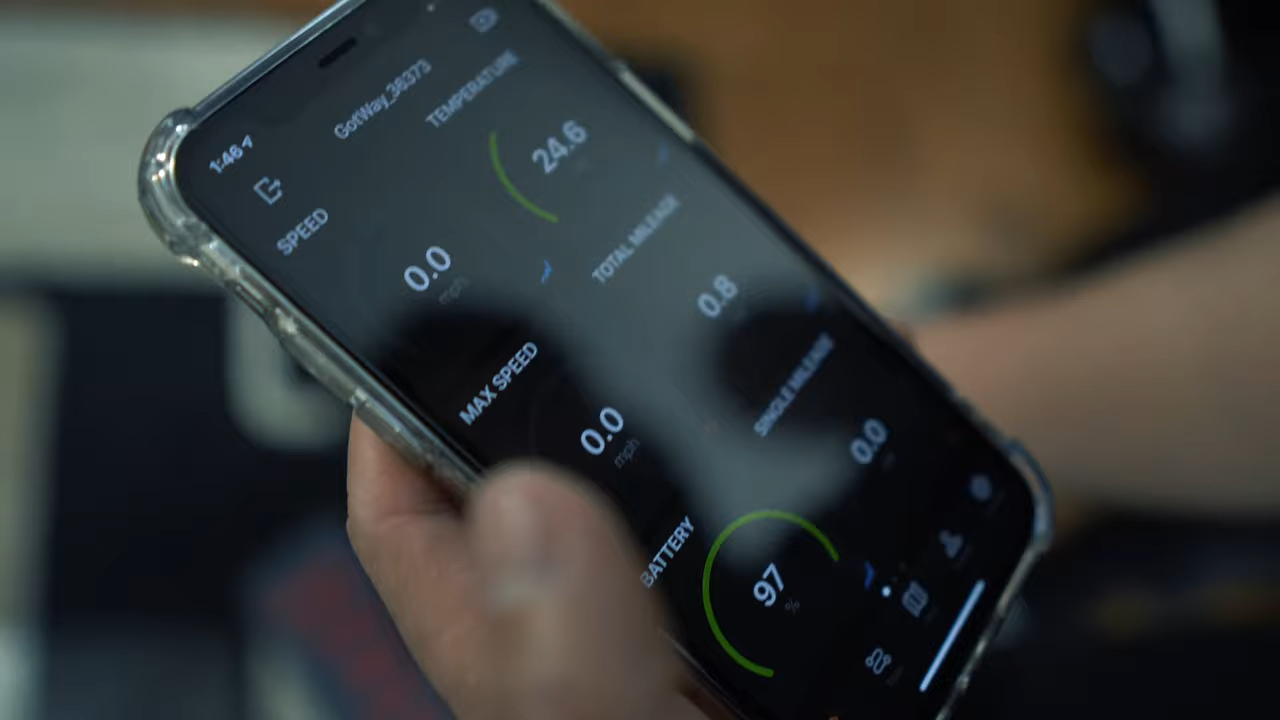 1:46
GotWay_36373
SPEED
0.0
mph
TEMPERATURE
24.6
MAX SPEED
0.0
mph
TOTAL MILEAGE
0.8
BATTERY
97
%
SINGLE MILEAGE
0.0